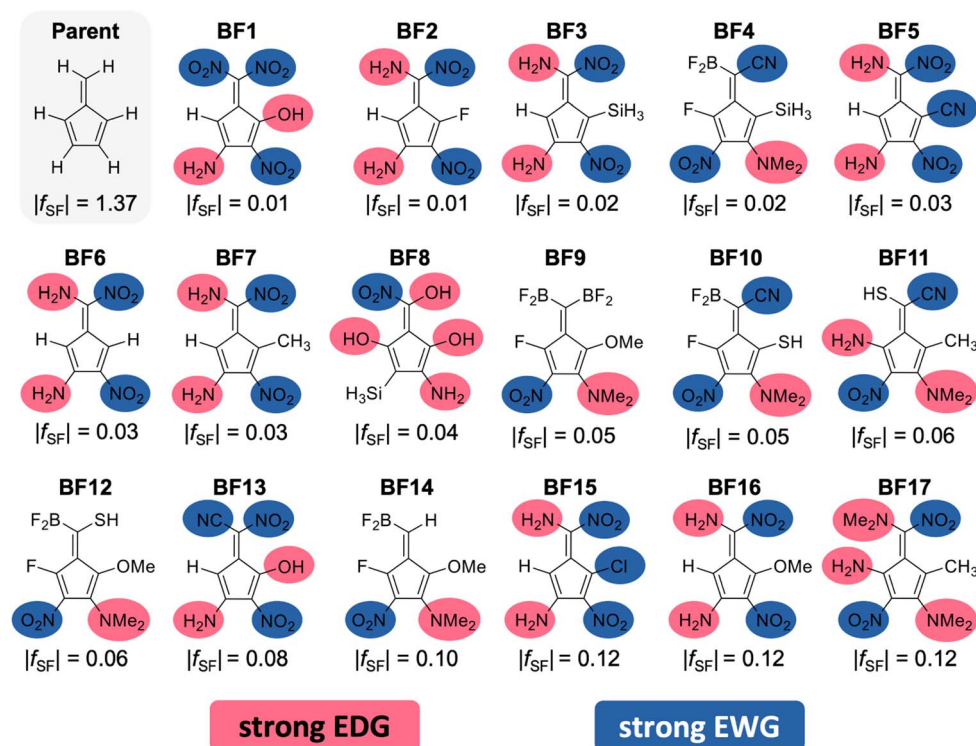 Parent BF1 BF2 BF3 BF4 BF5
H H O₂N NO₂ H₂N NO₂ H₂N NO₂ F₂B CN H₂N NO₂
H H H OH H F H SiH₃ F SiH₃ H CN
H H H₂N NO₂ H₂N NO₂ H₂N NO₂ O₂N NMe₂ H₂N NO₂
|fSF| = 1.37 |fSF| = 0.01 |fSF| = 0.01 |fSF| = 0.02 |fSF| = 0.02 |fSF| = 0.03
BF6 BF7 BF8 BF9 BF10 BF11
H₂N NO₂ H₂N NO₂ O₂N OH F₂B BF₂ F₂B CN HS CN
H H H CH₃ HO OH F OMe F SH H₂N CH₃
H₂N NO₂ H₂N NO₂ H₃Si NH₂ O₂N NMe₂ O₂N NMe₂ O₂N NMe₂
|fSF| = 0.03 |fSF| = 0.03 |fSF| = 0.04 |fSF| = 0.05 |fSF| = 0.05 |fSF| = 0.06
BF12 BF13 BF14 BF15 BF16 BF17
F₂B SH NC NO₂ F₂B H H₂N NO₂ H₂N NO₂ Me₂N NO₂
F OMe H OH F OMe H Cl H OMe H₂N CH₃
O₂N NMe₂ H₂N NO₂ O₂N NMe₂ H₂N NO₂ H₂N NO₂ O₂N NMe₂
|fSF| = 0.06 |fSF| = 0.08 |fSF| = 0.10 |fSF| = 0.12 |fSF| = 0.12 |fSF| = 0.12
strong EDG strong EWG